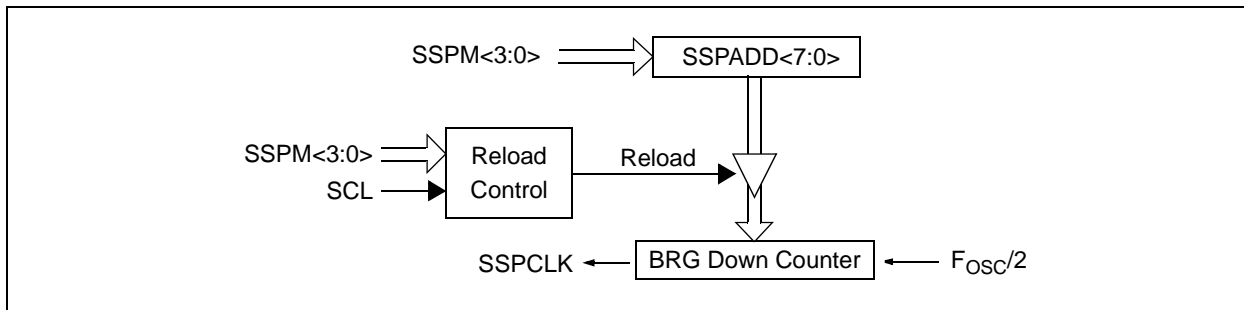 SSPM<3:0>
SSPADD<7:0>
SSPM<3:0>
SCL
Reload
Control
Reload
SSPCLK
BRG Down Counter
FOSC/2